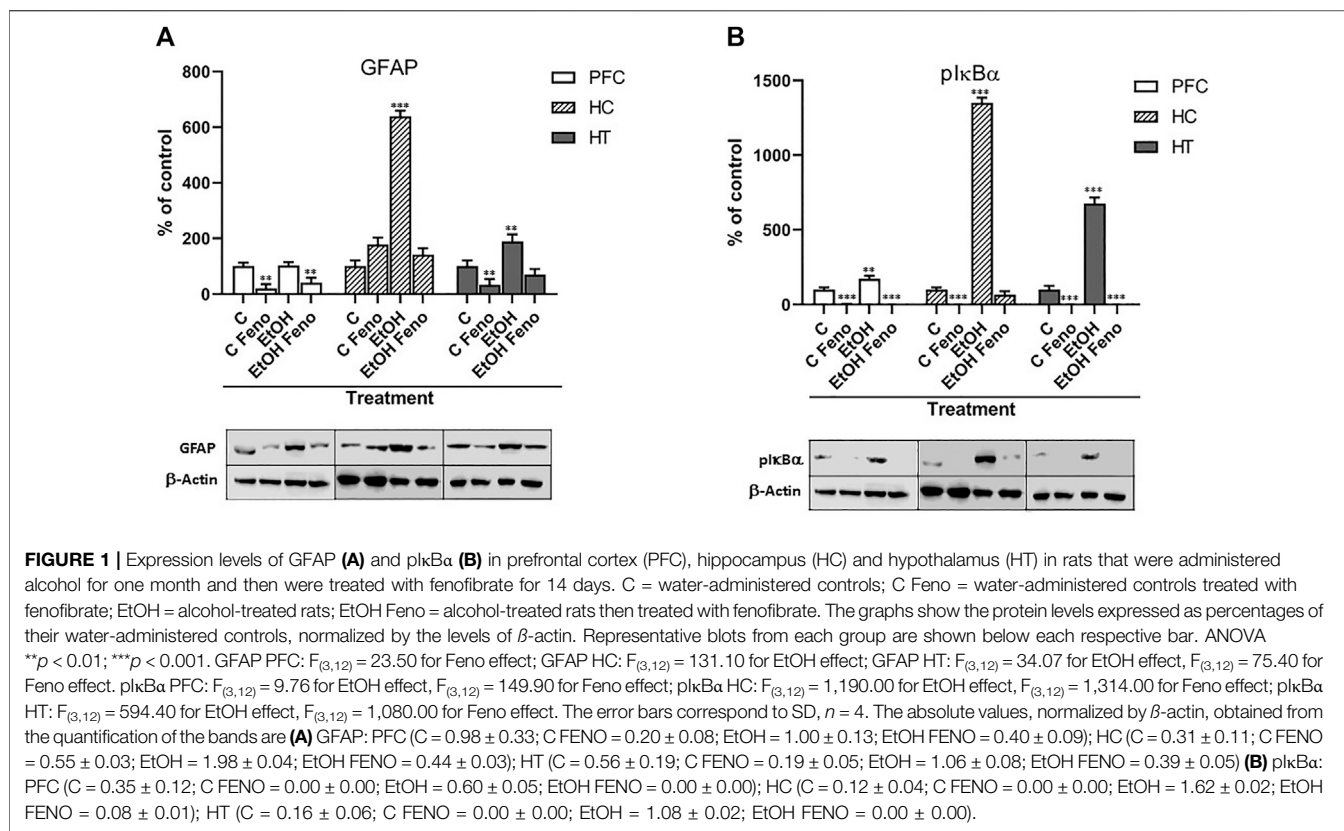 A
GFAP
% of control
800
600
400
200
0
PFC
HC
HT
***
** ** ** **
C
C Feno
EtOH
EtOH Feno
C
C Feno
EtOH
EtOH Feno
C
C Feno
EtOH
EtOH Feno
Treatment
GFAP
β-Actin
B
pIκBα
% of control
1500
1000
500
0
PFC
HC
HT
***
***
**
*** *** *** *** ***
C
C Feno
EtOH
EtOH Feno
C
C Feno
EtOH
EtOH Feno
C
C Feno
EtOH
EtOH Feno
Treatment
pIκBα
β-Actin
FIGURE 1 | Expression levels of GFAP (A) and pIκBα (B) in prefrontal cortex (PFC), hippocampus (HC) and hypothalamus (HT) in rats that were administered
alcohol for one month and then were treated with fenofibrate for 14 days. C = water-administered controls; C Feno = water-administered controls treated with
fenofibrate; EtOH = alcohol-treated rats; EtOH Feno = alcohol-treated rats then treated with fenofibrate. The graphs show the protein levels expressed as percentages of
their water-administered controls, normalized by the levels of β-actin. Representative blots from each group are shown below each respective bar. ANOVA
**p < 0.01; ***p < 0.001. GFAP PFC: F(3,12) = 23.50 for Feno effect; GFAP HC: F(3,12) = 131.10 for EtOH effect; GFAP HT: F(3,12) = 34.07 for EtOH effect, F(3,12) = 75.40 for
Feno effect. pIκBα PFC: F(3,12) = 9.76 for EtOH effect, F(3,12) = 149.90 for Feno effect; pIκBα HC: F(3,12) = 1,190.00 for EtOH effect, F(3,12) = 1,314.00 for Feno effect; pIκBα
HT: F(3,12) = 594.40 for EtOH effect, F(3,12) = 1,080.00 for Feno effect. The error bars correspond to SD, n = 4. The absolute values, normalized by β-actin, obtained from
the quantification of the bands are (A) GFAP: PFC (C = 0.98 ± 0.33; C FENO = 0.20 ± 0.08; EtOH = 1.00 ± 0.13; EtOH FENO = 0.40 ± 0.09); HC (C = 0.31 ± 0.11; C FENO
= 0.55 ± 0.03; EtOH = 1.98 ± 0.04; EtOH FENO = 0.44 ± 0.03); HT (C = 0.56 ± 0.19; C FENO = 0.19 ± 0.05; EtOH = 1.06 ± 0.08; EtOH FENO = 0.39 ± 0.05) (B) pIκBα:
PFC (C = 0.35 ± 0.12; C FENO = 0.00 ± 0.00; EtOH = 0.60 ± 0.05; EtOH FENO = 0.00 ± 0.00); HC (C = 0.12 ± 0.04; C FENO = 0.00 ± 0.00; EtOH = 1.62 ± 0.02; EtOH
FENO = 0.08 ± 0.01); HT (C = 0.16 ± 0.06; C FENO = 0.00 ± 0.00; EtOH = 1.08 ± 0.02; EtOH FENO = 0.00 ± 0.00).